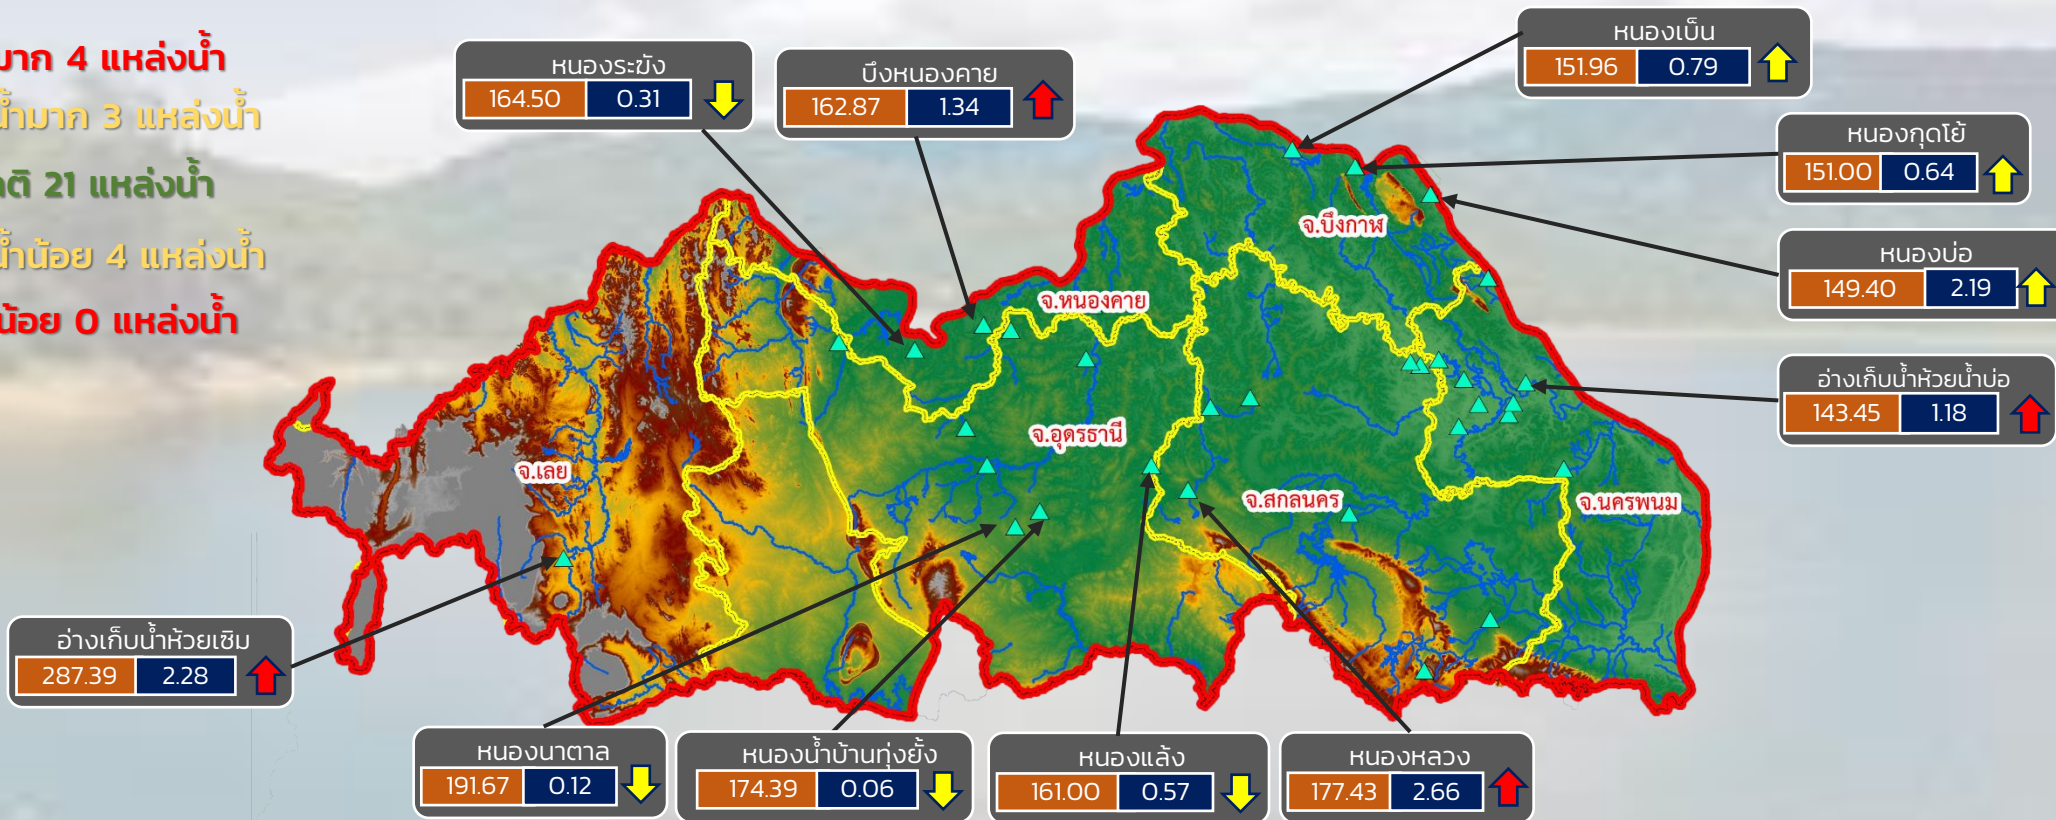 มาก 4 แหล่งน้ำ
น้ำมาก 3 แหล่งน้ำ
21 แหล่งน้ำ
น้ำน้อย 4 แหล่งน้ำ
น้อย 0 แหล่งน้ำ
หนองระฆัง
164.50 0.31
บึงหนองคาย
162.87 1.34
หนองเบ็น
151.96 0.79
หนองกุดโย้
151.00 0.64
หนองบ่อ
149.40 2.19
อ่างเก็บน้ำห้วยน้ำบ่อ
143.45 1.18
จ.บึงกาฬ
จ.หนองคาย
จ.อุดรธานี
จ.เลย
จ.สกลนคร
จ.นครพนม
อ่างเก็บน้ำห้วยเซิม
287.39 2.28
หนองนาตาล
191.67 0.12
หนองน้ำบ้านทุ่งยั้ง
174.39 0.06
หนองแล้ง
161.00 0.57
หนองหลวง
177.43 2.66